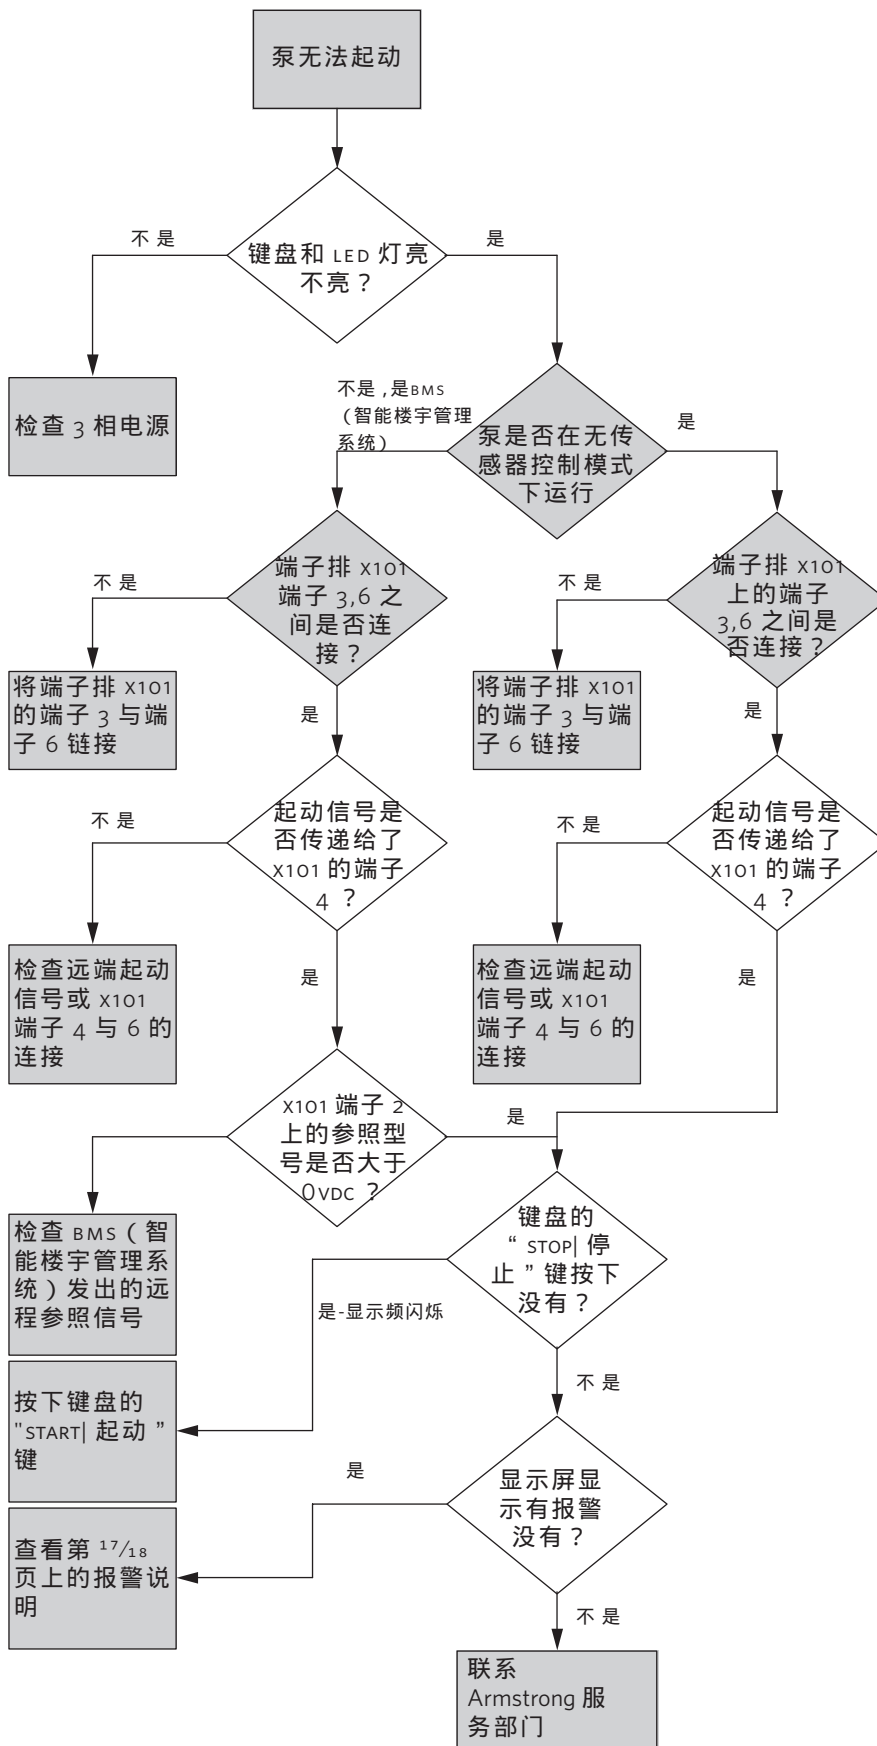 泵无法起动
键盘和 LED 灯亮
不亮？
不 是
是
检查 3 相电源
不是 ,是BMS
（智能楼宇管理
系统）
泵是否在无传
感器控制模式
下运行
是
端子排 X101
端子 3,6 之
间是否连
接？
不 是
是
端子排 X101
上的端子
3,6 之间是
否连接？
不 是
是
将端子排 X101
的端子 3 与端
子 6 链接
将端子排 X101
的端子 3 与端
子 6 链接
起动信号是
否传递给了
X101 的端子
4 ？
不 是
是
起动信号是
否传递给了
X101 的端子
4 ？
不 是
是
检查远端起动
信号或 X101
端子 4 与 6 的
连接
检查远端起动
信号或 X101
端子 4 与 6 的
连接
X101 端子 2
上的参照型
号是否大于
0VDC ？
是
检查 BMS（智
能楼宇管理系
统）发出的远
程参照信号
键盘的
“ STOP| 停
止 ” 键按下
没有？
是-显示频闪烁
不 是
按下键盘的
"START| 起动 ”
键
显示屏显
示有报警
没有？
是
不 是
查看第 17/18
页上的报警说
明
联系
Armstrong 服
务部门